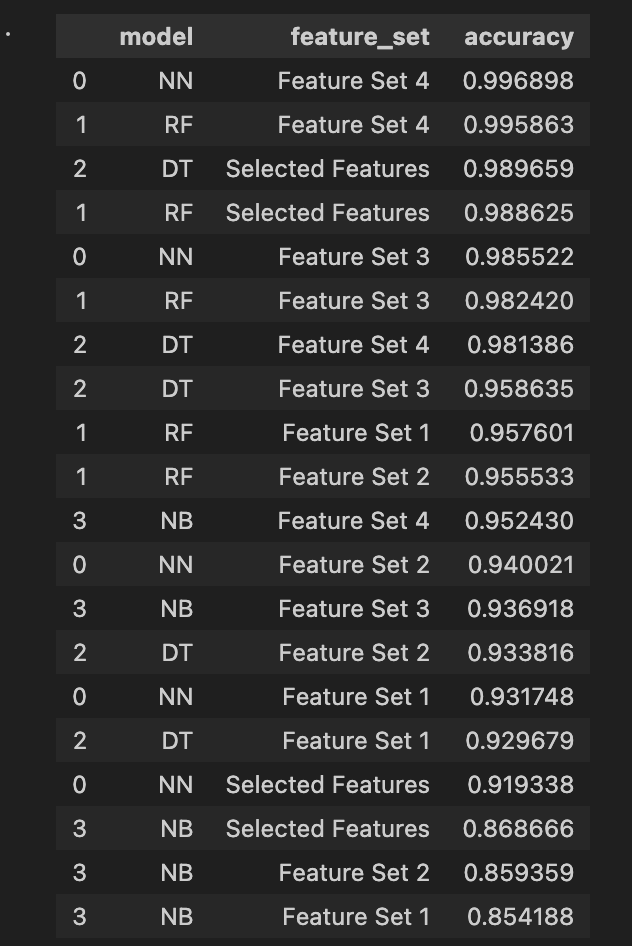 model feature_set accuracy
0 NN Feature Set 4 0.996898
1 RF Feature Set 4 0.995863
2 DT Selected Features 0.989659
1 RF Selected Features 0.988625
0 NN Feature Set 3 0.985522
1 RF Feature Set 3 0.982420
2 DT Feature Set 4 0.981386
2 DT Feature Set 3 0.958635
1 RF Feature Set 1 0.957601
1 RF Feature Set 2 0.955533
3 NB Feature Set 4 0.952430
0 NN Feature Set 2 0.940021
3 NB Feature Set 3 0.936918
2 DT Feature Set 2 0.933816
0 NN Feature Set 1 0.931748
2 DT Feature Set 1 0.929679
0 NN Selected Features 0.919338
3 NB Selected Features 0.868666
3 NB Feature Set 2 0.859359
3 NB Feature Set 1 0.854188